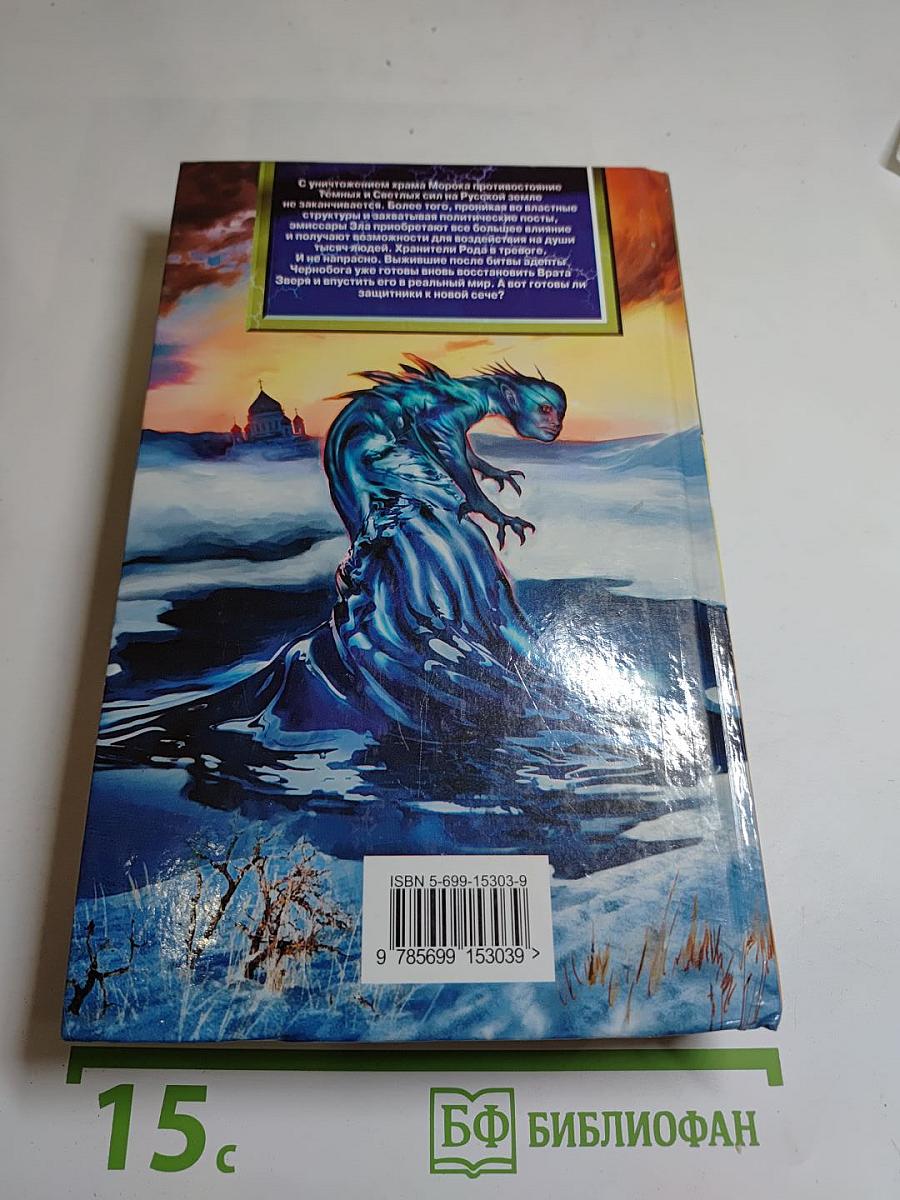 С уничтожением храма Морока противостояние
Темных и Светлых сил на Русской земле
не заканчивается. Более того, проникая во властные
структуры и захватывая политические посты,
эмиссары Зла приобретают все большее влияние
и получают возможности для воздействия на души
тысяч людей. Хранители Рода в тревоге.
И не напрасно. Выжившие после битвы адепты
Чернобога уже готовы вновь восстановить Врата
Зверя и впустить его в реальный мир. А вот готовы ли
защитники к новой сече?
ISBN 5-699-15303-9
9 785699 153039 >
15 с
БФ БИБЛИОФАН